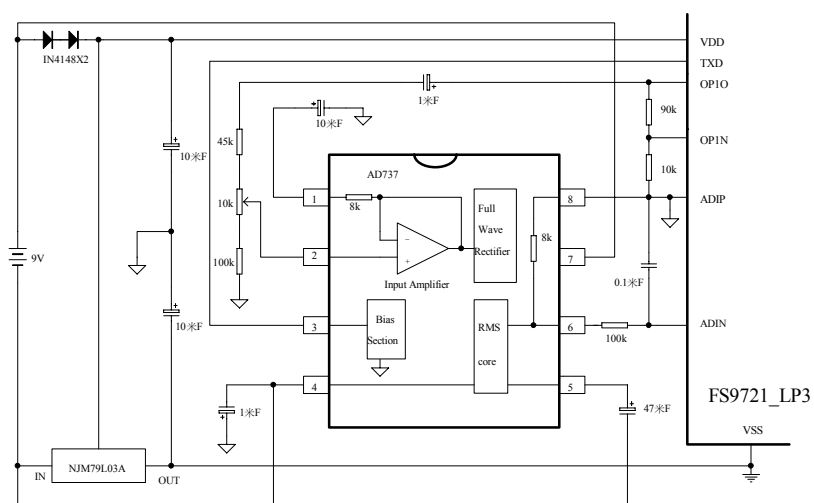 VDD
IN4148X2
TXD
OP1O
1米F
10米F
90k
OP1N
45k
10米F
10k
AD737
ADIP
1
8k
Full
Wave
Rectifier
8
10k
8k
9V
100k
2
7
Input Amplifier
0.1米F
10米F
3
Bias
Section
RMS
core
6
100k
ADIN
4
5
1米F
47米F
FS9721_LP3
VSS
IN
NJM79L03A
OUT